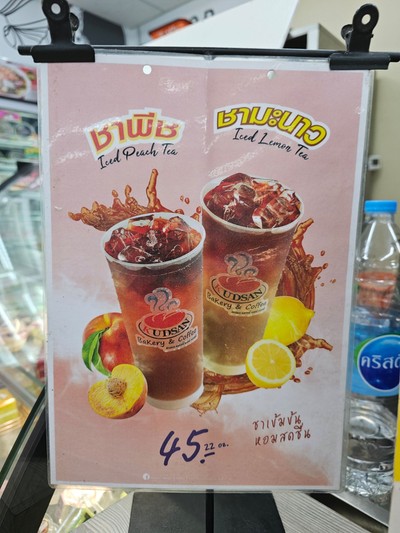 ชาพีช
Iced Peach Tea
ชามะนาว
Iced Lemon Tea
KUDSAN
Bakery & Coffee
KUDSAN
Bakery & Coffee
คริสตั
ชาเข้มข้น
หอมสดชื่น
45.-
22 oz.